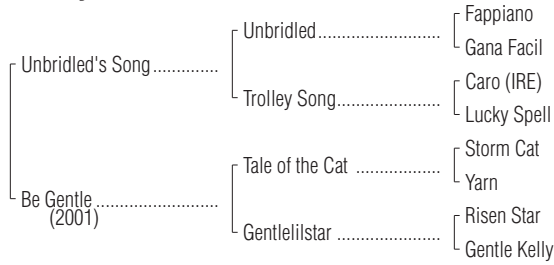 Fappiano
Unbridled..................
Gana Facil
Unbridled's Song.............
Caro (IRE)
Trolley Song..................
Lucky Spell
Storm Cat
Tale of the Cat ..................
Yarn
Be Gentle ........................
(2001)
Risen Star
Gentlelilstar ......................
Gentle Kelly